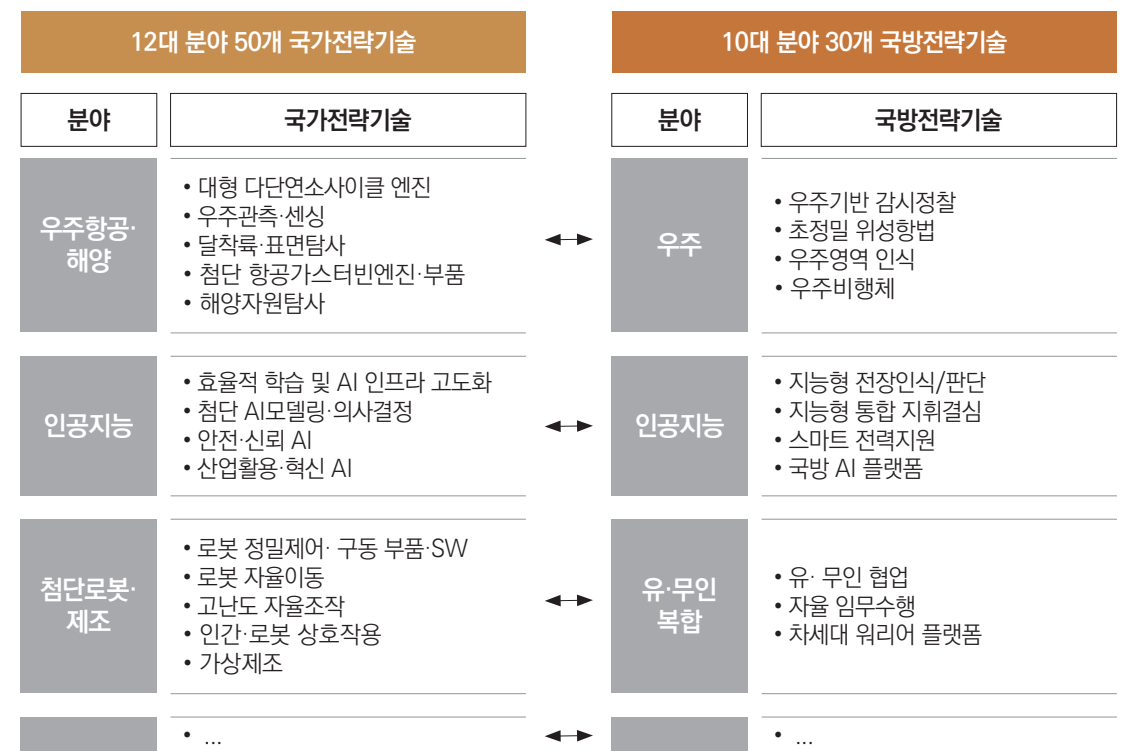 12대 분야 50개 국가전략기술
10대 분야 30개 국방전략기술
분야
국가전략기술
분야
국방전략기술
우주항공·
해양
• 대형 다단연소사이클 엔진
• 우주관측·센싱
• 달착륙·표면탐사
• 첨단 항공가스터빈엔진·부품
• 해양자원탐사
우주
• 우주기반 감시정찰
• 초정밀 위성항법
• 우주영역 인식
• 우주비행체
인공지능
• 효율적 학습 및 AI 인프라 고도화
• 첨단 AI모델링·의사결정
• 안전·신뢰 AI
• 산업활용·혁신 AI
인공지능
• 지능형 전장인식/판단
• 지능형 통합 지휘결심
• 스마트 전력지원
• 국방 AI 플랫폼
첨단로봇·
제조
• 로봇 정밀제어· 구동 부품·SW
• 로봇 자율이동
• 고난도 자율조작
• 인간·로봇 상호작용
• 가상제조
유·무인
복합
• 유· 무인 협업
• 자율 임무수행
• 차세대 워리어 플랫폼
• ...
• ...